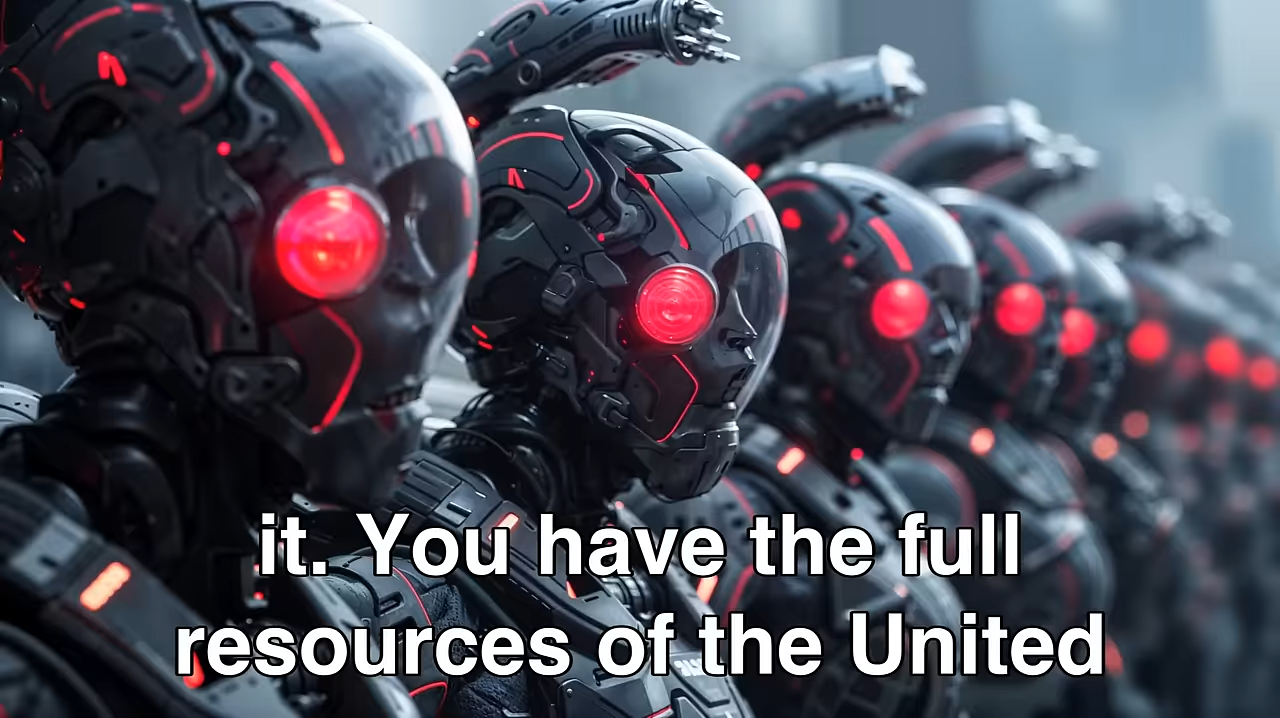 it. You have the full
resources of the United